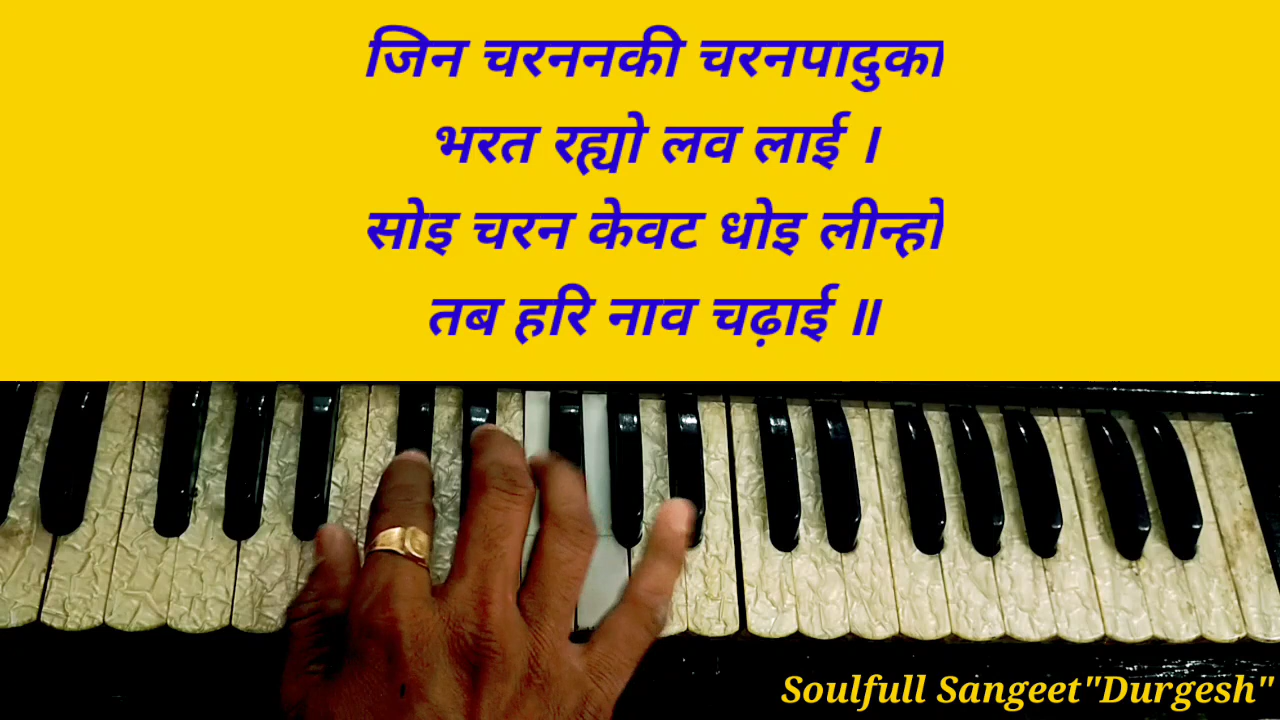 जिन चरननकी चरनपादुका
भरत रह्यो लव लाई ।
सोइ चरन केवट धोइ लीन्हो
तब हरि नाव चढ़ाई ॥
Soulfull Sangeet"Durgesh"